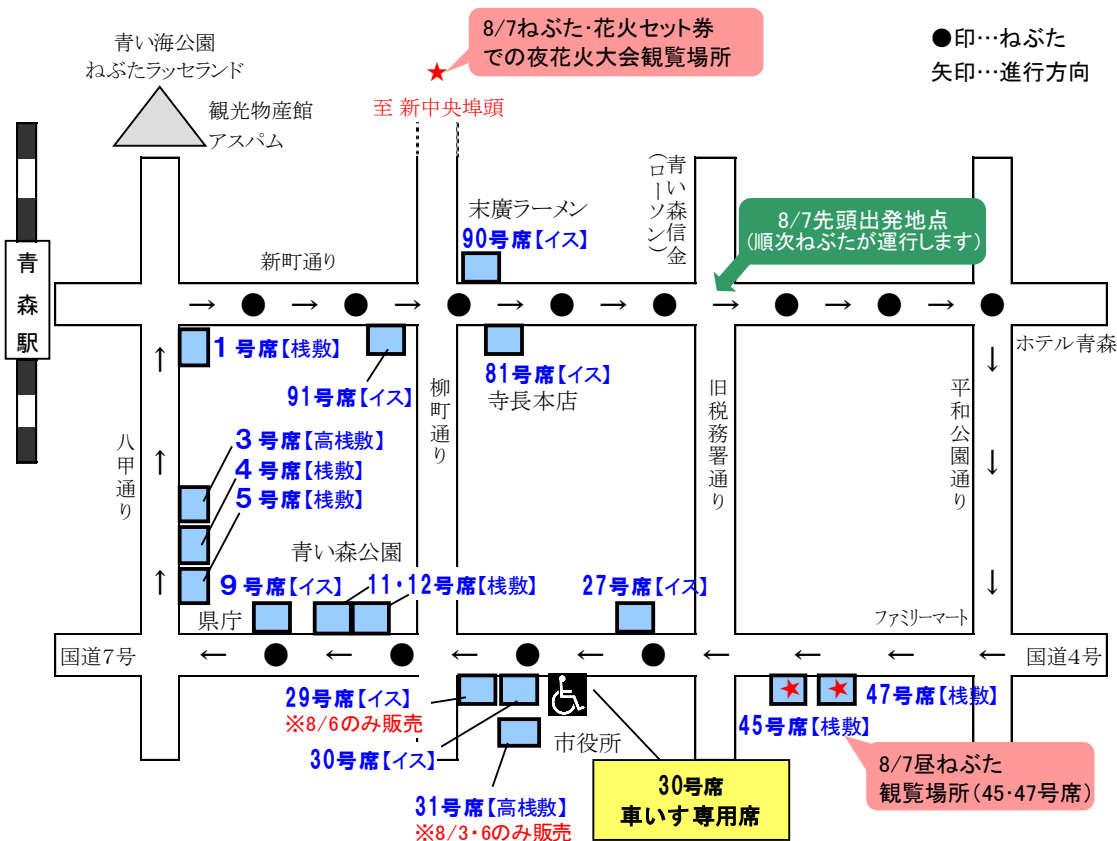 青い海公園
ねぶたラッセランド
観光物産館
アスパム
8/7ねぶた・花火セット券
での夜花火大会観覧場所
★
至 新中央埠頭
●印…ねぶた
矢印…進行方向
青森駅
新町通り
末廣ラーメン
90号席【イス】
青い森信金
(ローソン)
8/7先頭出発地点
(順次ねぶたが運行します)
→ ● → ● → ● → ● → ● → ● → ● → ●
1号席【桟敷】
91号席【イス】
81号席【イス】
寺長本店
ホテル青森
八甲通り
柳町通り
旧税務署通り
平和公園通り
↑
↑
↑
↓
↓
↓
3号席【高桟敷】
4号席【桟敷】
5号席【桟敷】
青い森公園
9号席【イス】
11・12号席【桟敷】
27号席【イス】
県庁
ファミリーマート
国道7号
← ● ← ● ← ● ← ● ← ← ← ←
国道4号
29号席【イス】
※8/6のみ販売
30号席【イス】
31号席【高桟敷】
※8/3・6のみ販売
市役所
30号席
車いす専用席
★ ★
47号席【桟敷】
45号席【桟敷】
8/7昼ねぶた
観覧場所(45・47号席)